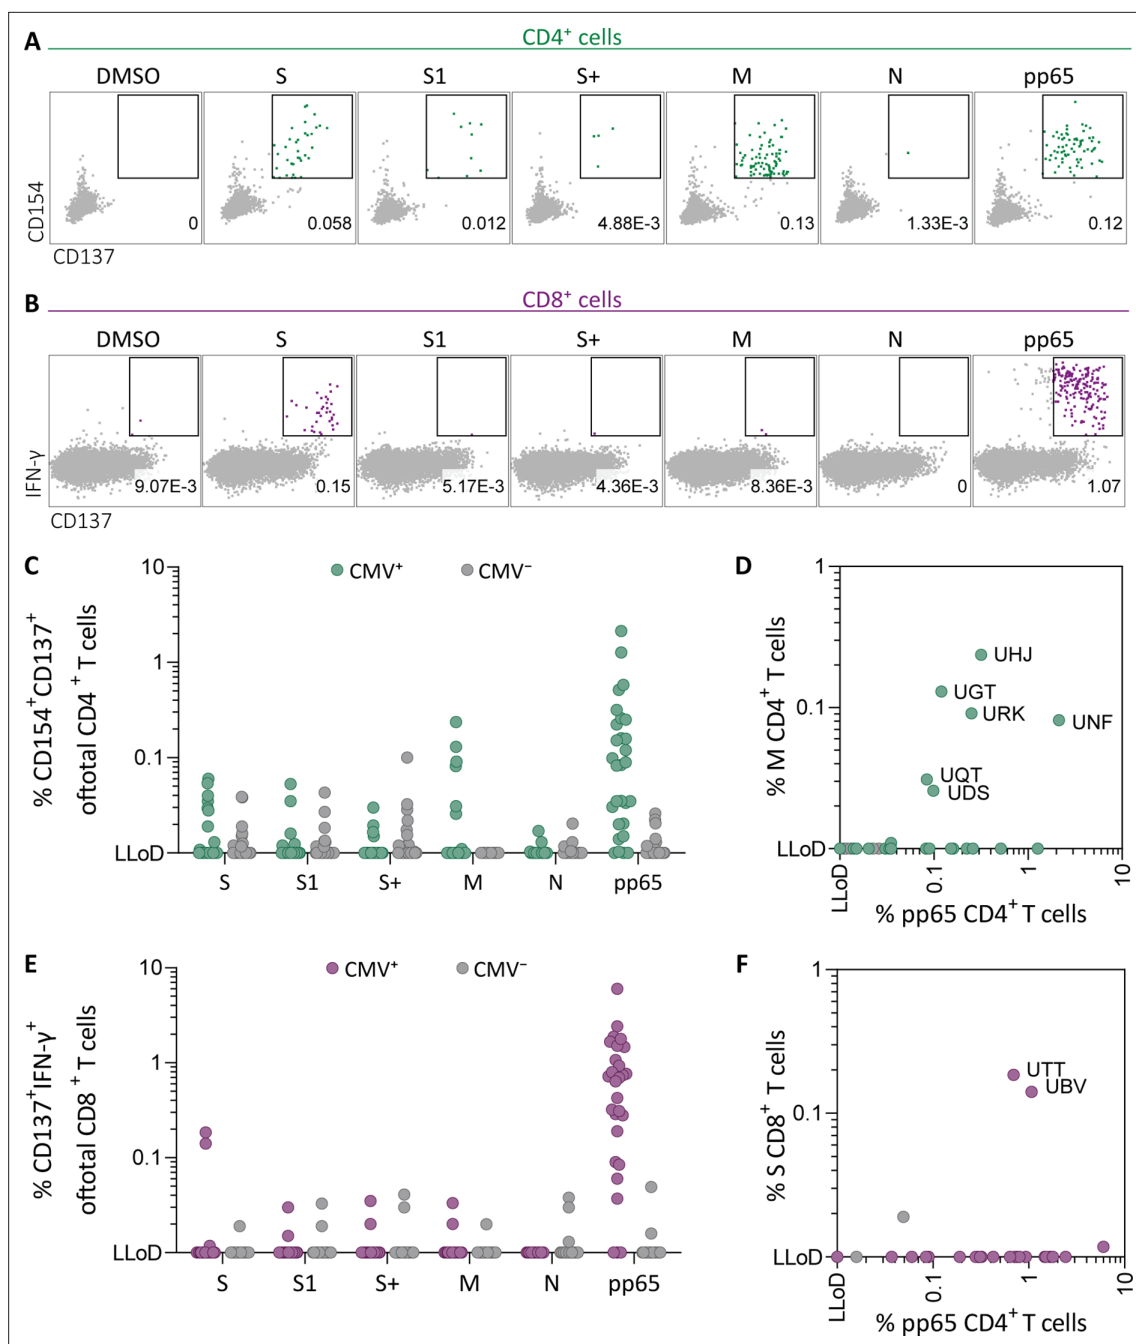 A
CD4⁺ cells
DMSO S S1 S+ M N pp65
CD154
0 0.058 0.012 4.88E-3 0.13 1.33E-3 0.12
CD137
B
CD8⁺ cells
DMSO S S1 S+ M N pp65
IFN-γ
9.07E-3 0.15 5.17E-3 4.36E-3 8.36E-3 0 1.07
CD137
C
CMV⁺ CMV⁻
% CD154⁺CD137⁺
oftotal CD4 ⁺ T cells
10
1
0.1
LLoD
S S1 S+ M N pp65
D
% M CD4⁺ T cells
1
0.1
LLoD
UHJ
UGT
URK
UNF
UQT
UDS
LLoD 0.1 1 10
% pp65 CD4⁺ T cells
E
CMV⁺ CMV⁻
% CD137⁺IFN-γ⁺
oftotal CD8 ⁺ T cells
10
1
0.1
LLoD
S S1 S+ M N pp65
F
% S CD8⁺ T cells
1
0.1
LLoD
UTT
UBV
LLoD 0.1 1 10
% pp65 CD4⁺ T cells